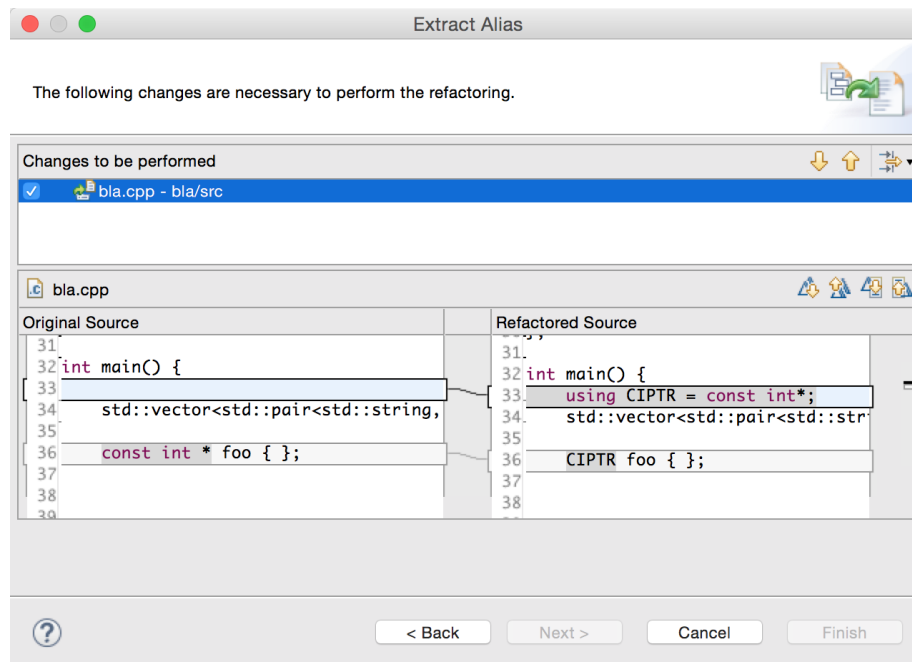 Extract Alias
The following changes are necessary to perform the refactoring.
Changes to be performed
bla.cpp - bla/src
.c bla.cpp
Original Source
31
32 int main() {
33
34 std::vector<std::pair<std::string,
35
36 const int * foo { };
37
38
39
Refactored Source
31
32 int main() {
33 using CIPTR = const int*;
34 std::vector<std::pair<std::str
35
36 CIPTR foo { };
37
38
?
< Back
Next >
Cancel
Finish